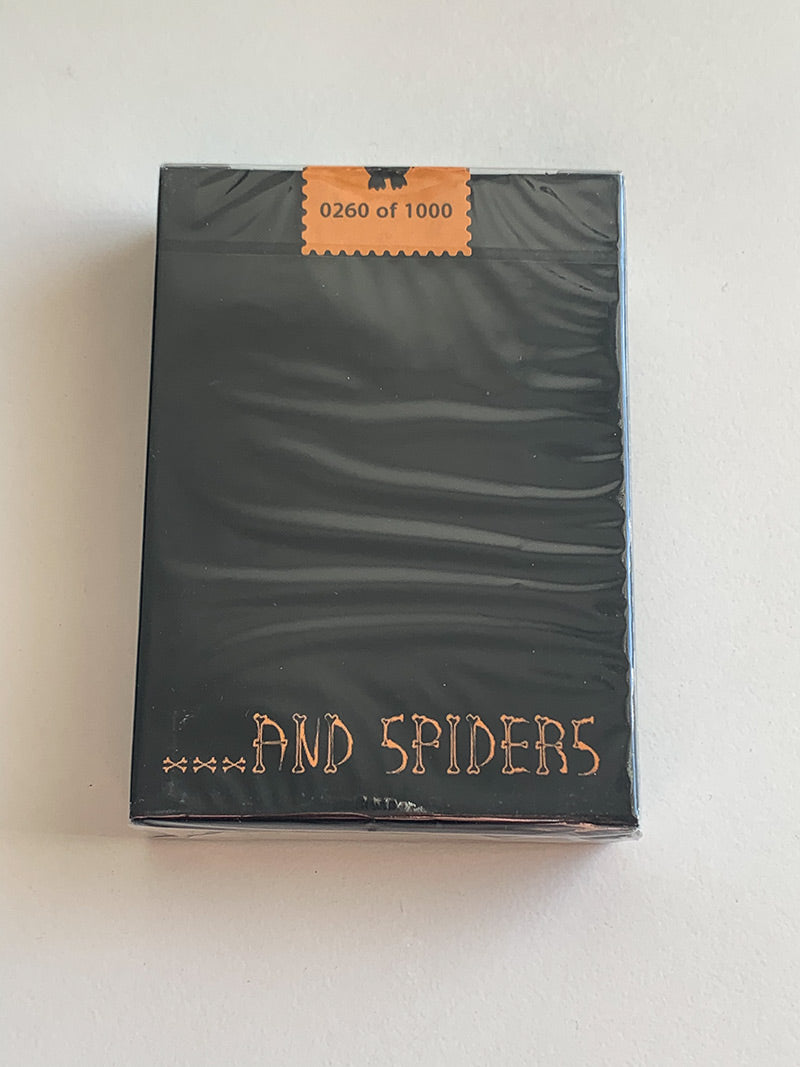 0260 of 1000
...AND SPIDERS